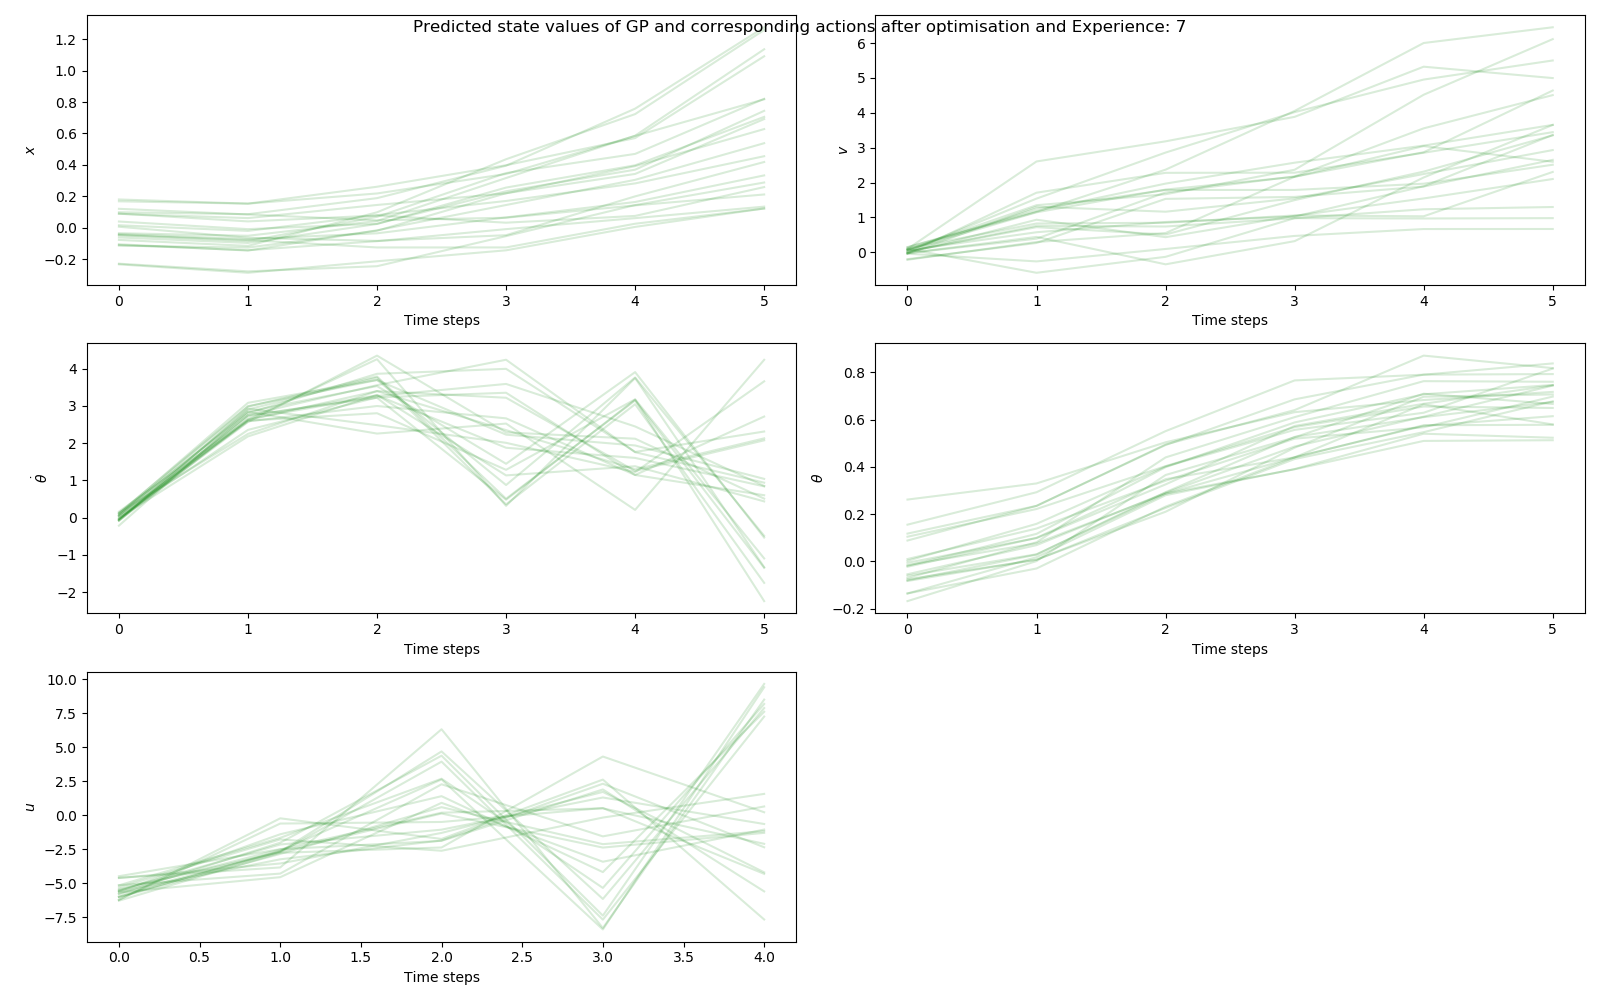 Predicted state values of GP and corresponding actions after optimisation and Experience: 7
1.2
1.0
0.8
0.6
0.4
0.2
0.0
−0.2
x
0 1 2 3 4 5
Time steps
6
5
4
3
2
1
0
v
0 1 2 3 4 5
Time steps
4
3
2
1
0
−1
−2
θ̇
0 1 2 3 4 5
Time steps
0.8
0.6
0.4
0.2
0.0
−0.2
θ
0 1 2 3 4 5
Time steps
10.0
7.5
5.0
2.5
0.0
−2.5
−5.0
−7.5
u
0.0 0.5 1.0 1.5 2.0 2.5 3.0 3.5 4.0
Time steps